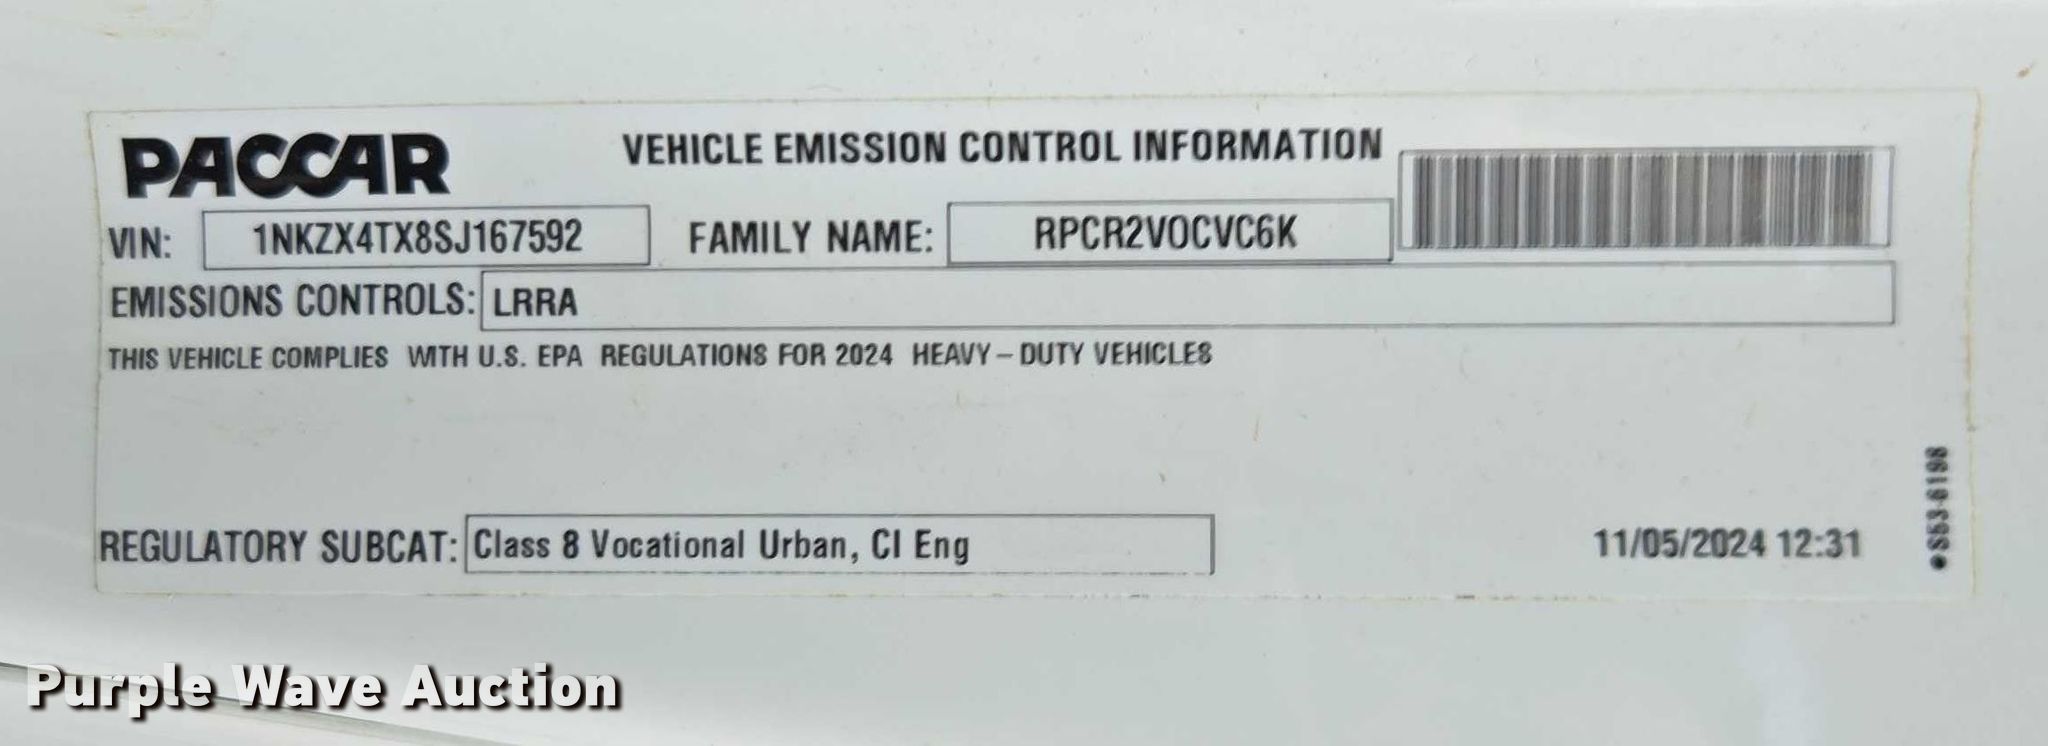 PACCAR
VEHICLE EMISSION CONTROL INFORMATION
VIN: 1NKZX4TX8SJ167592 FAMILY NAME: RPCR2VOCVC6K
EMISSIONS CONTROLS: LRRA
THIS VEHICLE COMPLIES WITH U.S. EPA REGULATIONS FOR 2024 HEAVY-DUTY VEHICLES
REGULATORY SUBCAT: Class 8 Vocational Urban, CI Eng
11/05/2024 12:31
•S53-6198
Purple Wave Auction